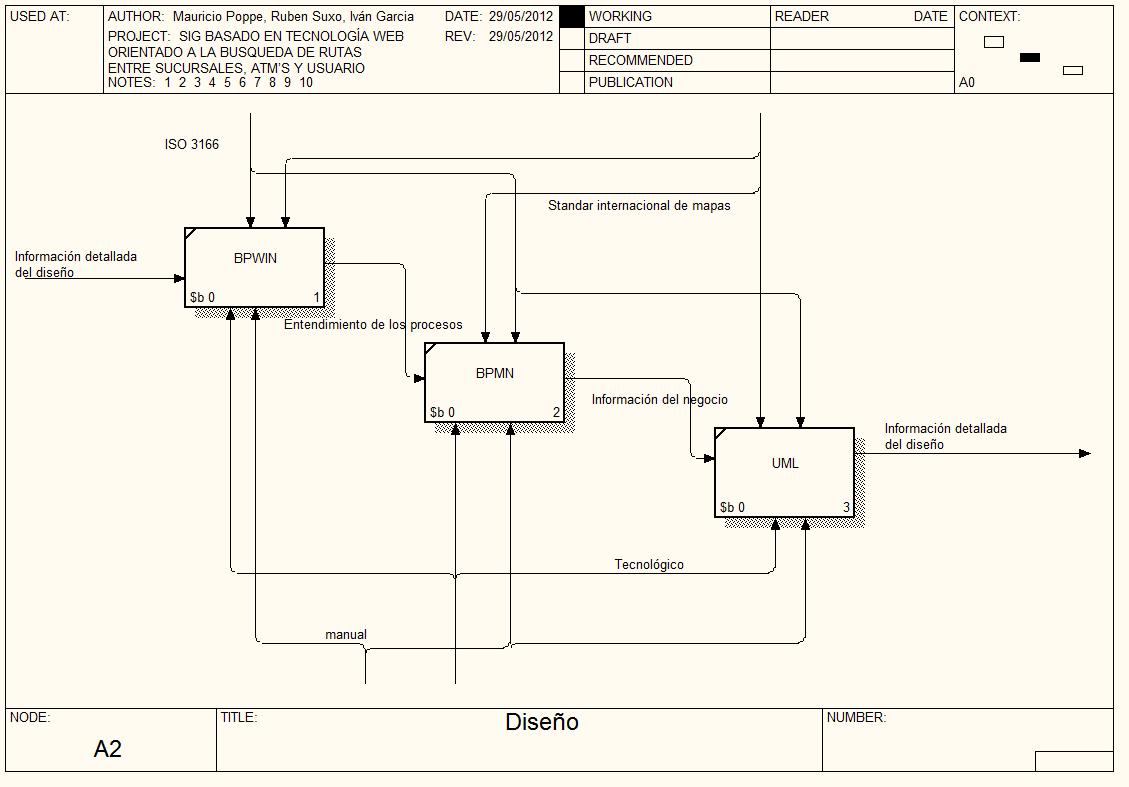 USED AT:
AUTHOR: Mauricio Poppe, Ruben Suxo, Iván Garcia
DATE: 29/05/2012
PROJECT: SIG BASADO EN TECNOLOGÍA WEB
ORIENTADO A LA BUSQUEDA DE RUTAS
ENTRE SUCURSALES, ATM'S Y USUARIO
REV: 29/05/2012
NOTES: 1 2 3 4 5 6 7 8 9 10
WORKING
DRAFT
RECOMMENDED
PUBLICATION
READER DATE
CONTEXT:
A0
ISO 3166
Standar internacional de mapas
Información detallada
del diseño
BPWIN
$b 0 1
Entendimiento de los procesos
BPMN
$b 0 2
Información del negocio
UML
$b 0 3
Información detallada
del diseño
Tecnológico
manual
NODE:
A2
TITLE:
Diseño
NUMBER: